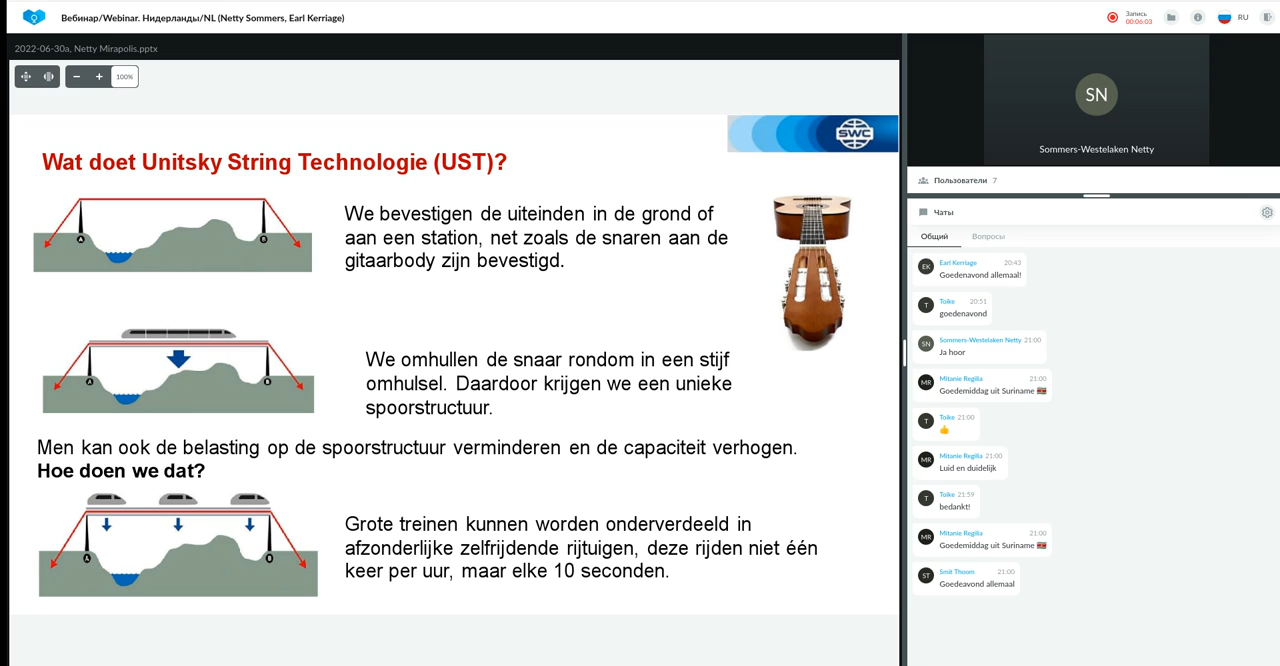 Вебинар/Webinar. Нидерланды/NL (Netty Sommers, Earl Kerriage)
Запись
00:06:03
RU
2022-06-30a, Netty Mirapolis.pptx
100%
SWC
Wat doet Unitsky String Technologie (UST)?
A
B
We bevestigen de uiteinden in de grond of
aan een station, net zoals de snaren aan de
gitaarbody zijn bevestigd.
A
B
We omhullen de snaar rondom in een stijf
omhulsel. Daardoor krijgen we een unieke
spoorstructuur.
Men kan ook de belasting op de spoorstructuur verminderen en de capaciteit verhogen.
Hoe doen we dat?
A
B
Grote treinen kunnen worden onderverdeeld in
afzonderlijke zelfrijdende rijtuigen, deze rijden niet één
keer per uur, maar elke 10 seconden.
SN
Sommers-Westelaken Netty
Пользователи 7
Чаты
Общий Вопросы
EK
Earl Kerriage 20:43
Goedenavond allemaal!
T
Toike 20:51
goedenavond
SN
Sommers-Westelaken Netty 21:00
Ja hoor
MR
Mitanie Regilia 21:00
Goedemiddag uit Suriname 🇸🇷
T
Toike 21:00
👍
MR
Mitanie Regilia 21:00
Luid en duidelijk
T
Toike 21:59
bedankt!
MR
Mitanie Regilia 21:00
Goedemiddag uit Suriname 🇸🇷
ST
Smit Thoom 21:00
Goedeavond allemaal